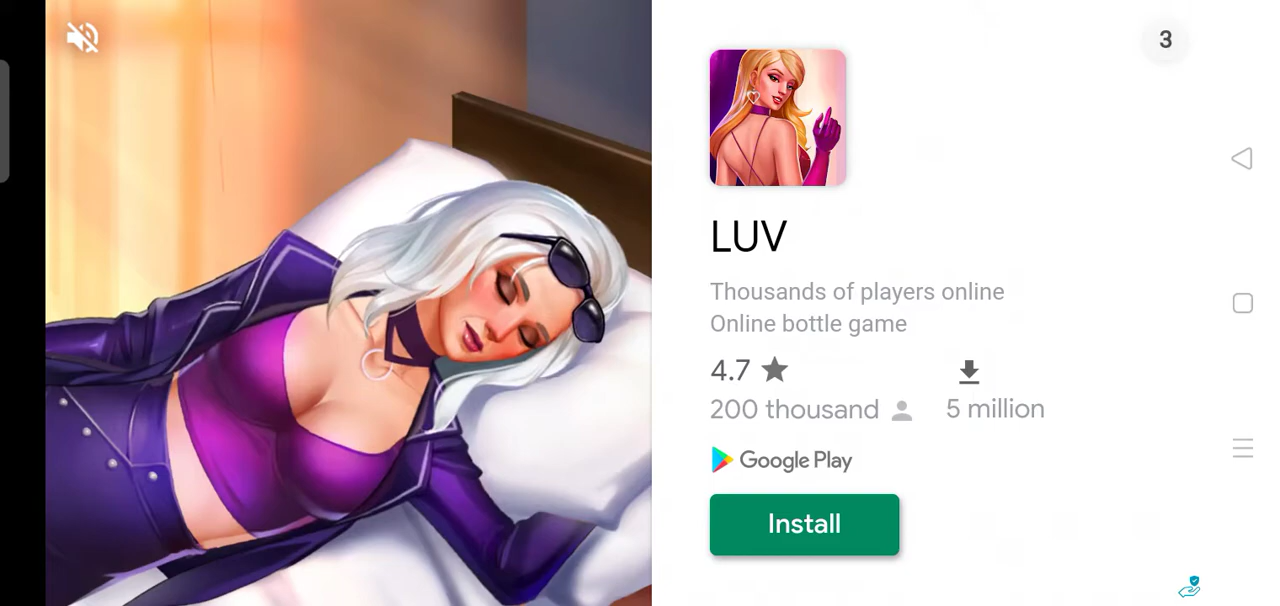 3
LUV
Thousands of players online
Online bottle game
4.7
200 thousand
5 million
Google Play
Install